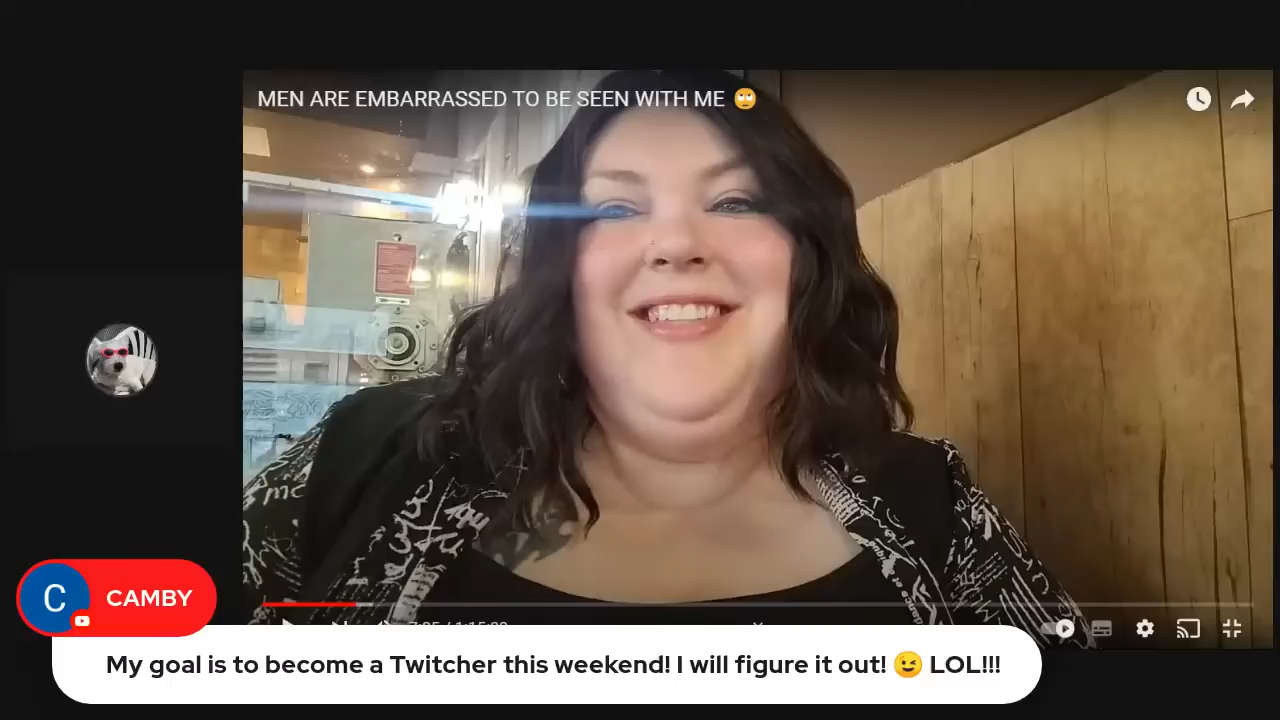 MEN ARE EMBARRASSED TO BE SEEN WITH ME 🙄
C
CAMBY
My goal is to become a Twitcher this weekend! I will figure it out! 😉 LOL!!!